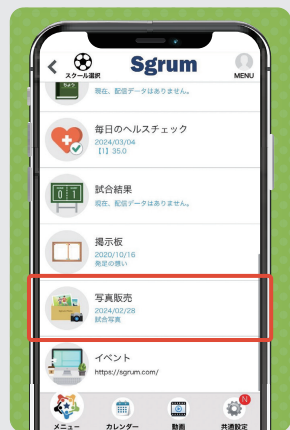 スクール選択
Sgrum
MENU
現在、配信データはありません。
毎日のヘルスチェック
2024/03/04
【1】35.0
0 1
試合結果
現在、配信データはありません。
掲示板
2020/10/16
発足の想い
写真販売
2024/02/28
試合写真
イベント
https://sgrum.com/
N
メニュー
カレンダー
動画
共通設定